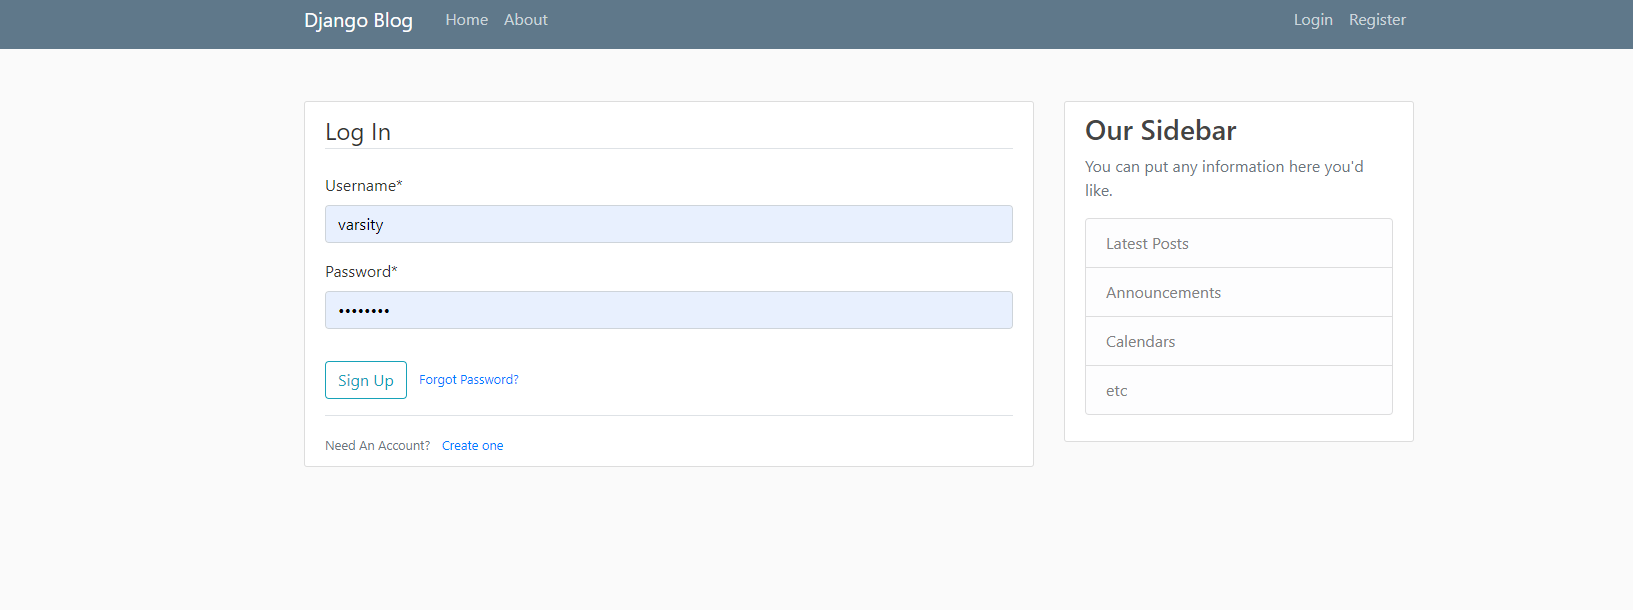 Django Blog Home About Login Register
Log In
Username*
varsity
Password*
••••••••
Sign Up Forgot Password?
Need An Account? Create one
Our Sidebar
You can put any information here you'd
like.
Latest Posts
Announcements
Calendars
etc